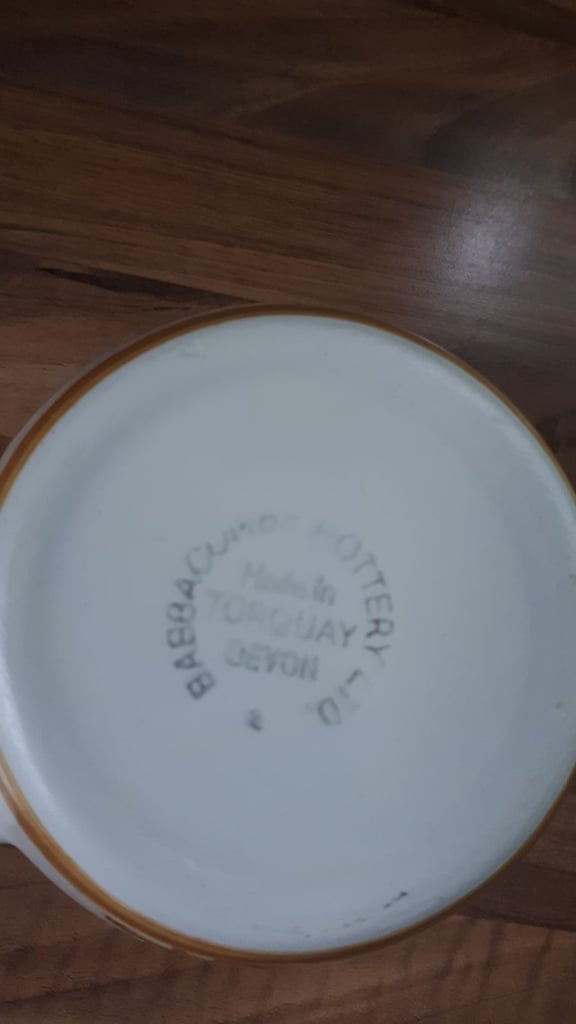 BABBACOMBE POTTERY LTD.
Made in
TORQUAY
DEVON